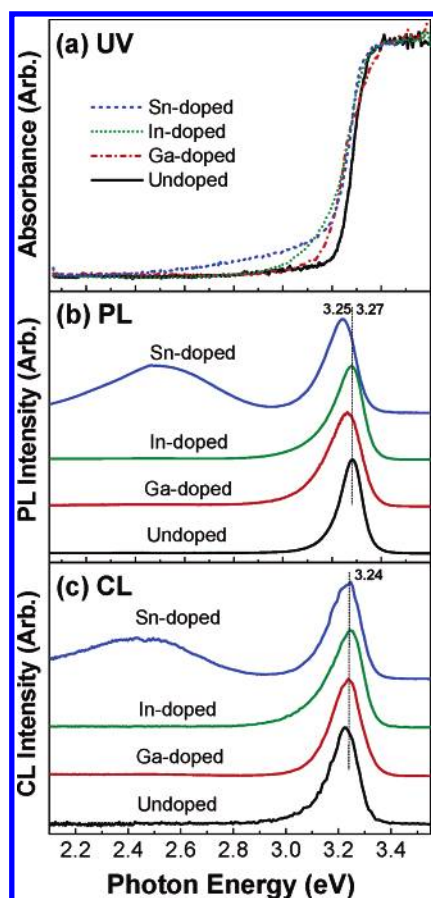 (a) UV
Absorbance (Arb.)
Sn-doped
In-doped
Ga-doped
Undoped
(b) PL
PL Intensity (Arb.)
3.25 3.27
Sn-doped
In-doped
Ga-doped
Undoped
(c) CL
CL Intensity (Arb.)
3.24
Sn-doped
In-doped
Ga-doped
Undoped
2.2 2.4 2.6 2.8 3.0 3.2 3.4
Photon Energy (eV)